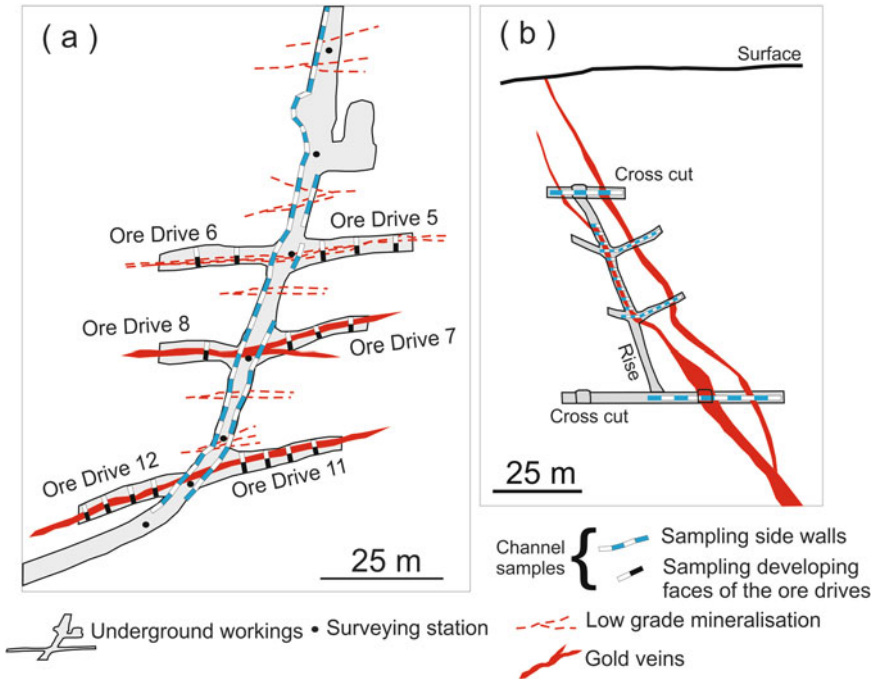 ( a )
Ore Drive 6
Ore Drive 5
Ore Drive 8
Ore Drive 7
Ore Drive 12
Ore Drive 11
25 m
( b )
Surface
Cross cut
Rise
Cross cut
25 m
Channel
samples
Sampling side walls
Sampling developing
faces of the ore drives
Underground workings
Surveying station
Low grade mineralisation
Gold veins